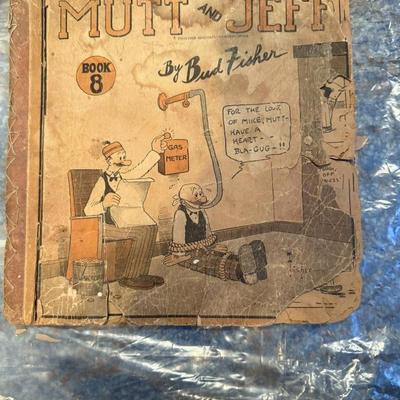 MUTT AND JEFF
BOOK
8
By Bud Fisher
GAS
METER
FOR THE LOVE
OF MIKE, MUTT-
HAVE A
HEART-
BLA-GUG-!!